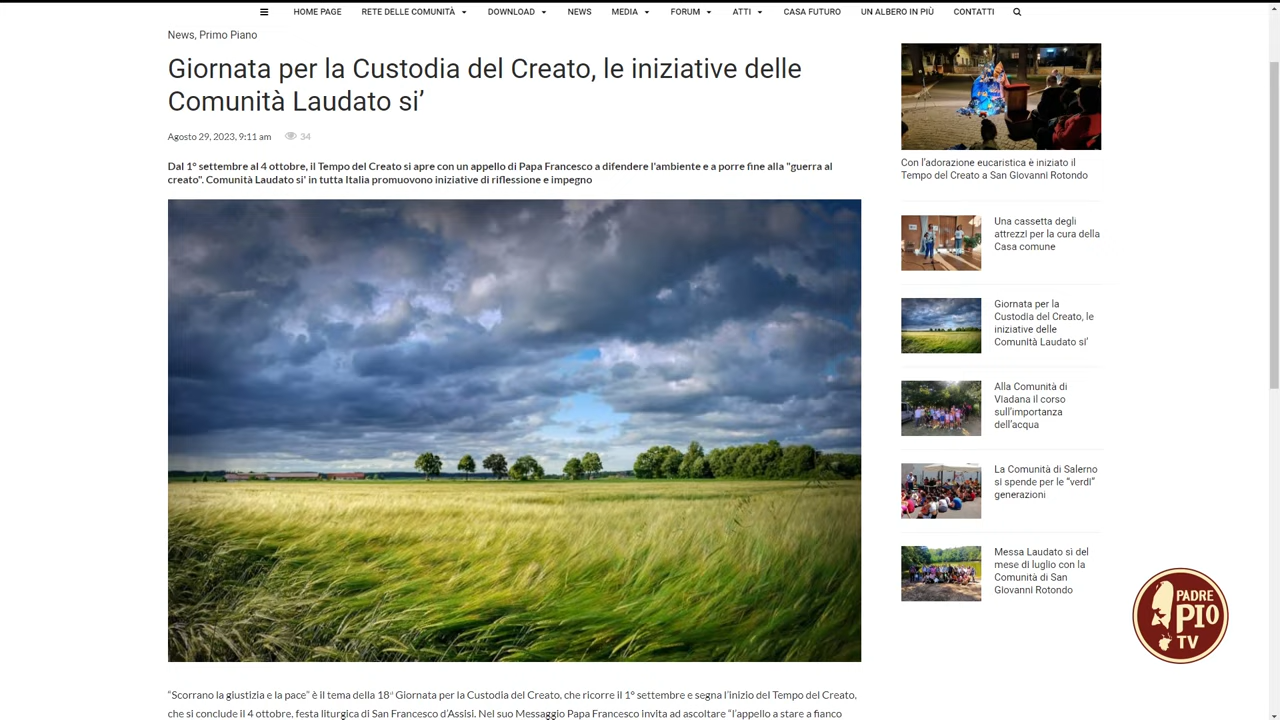 HOME PAGE RETE DELLE COMUNITÀ DOWNLOAD NEWS MEDIA FORUM ATTI CASA FUTURO UN ALBERO IN PIÙ CONTATTI
News, Primo Piano
Giornata per la Custodia del Creato, le iniziative delle
Comunità Laudato si’
Agosto 29, 2023, 9:11 am 34
Dal 1° settembre al 4 ottobre, il Tempo del Creato si apre con un appello di Papa Francesco a difendere l'ambiente e a porre fine alla "guerra al
creato". Comunità Laudato si' in tutta Italia promuovono iniziative di riflessione e impegno
“Scorrano la giustizia e la pace” è il tema della 18ª Giornata per la Custodia del Creato, che ricorre il 1° settembre e segna l’inizio del Tempo del Creato,
che si conclude il 4 ottobre, festa liturgica di San Francesco d’Assisi. Nel suo Messaggio Papa Francesco invita ad ascoltare “l’appello a stare a fianco
Con l’adorazione eucaristica è iniziato il
Tempo del Creato a San Giovanni Rotondo
Una cassetta degli
attrezzi per la cura della
Casa comune
Giornata per la
Custodia del Creato, le
iniziative delle
Comunità Laudato si’
Alla Comunità di
Viadana il corso
sull’importanza
dell’acqua
La Comunità di Salerno
si spende per le “verdi”
generazioni
Messa Laudato sì del
mese di luglio con la
Comunità di San
Giovanni Rotondo
PADRE
PIO
TV